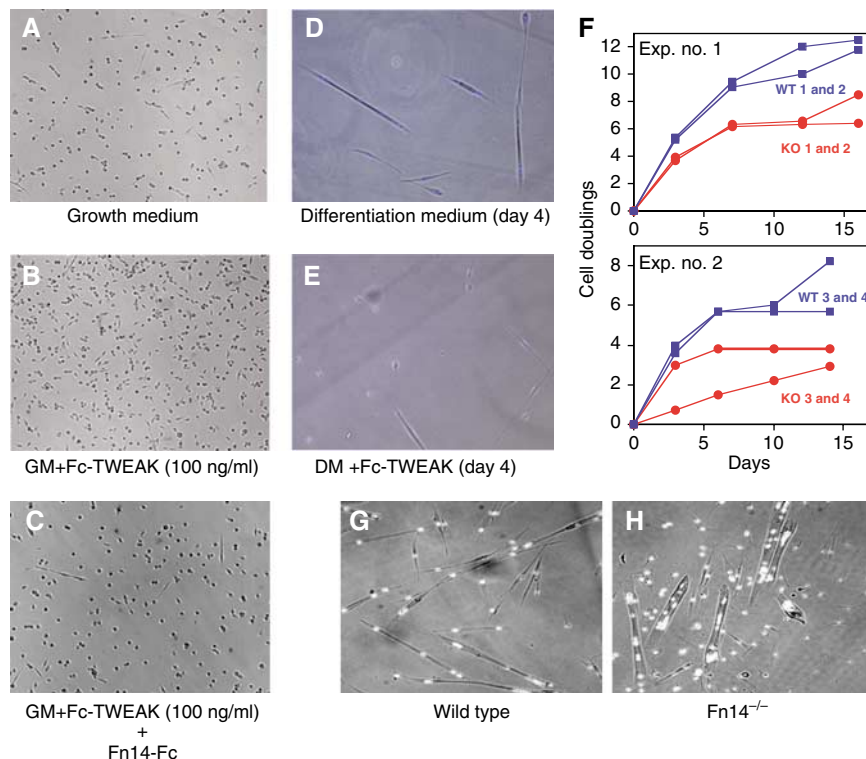 A
Growth medium
B
GM+Fc-TWEAK (100 ng/ml)
C
GM+Fc-TWEAK (100 ng/ml)
+
Fn14-Fc
D
Differentiation medium (day 4)
E
DM +Fc-TWEAK (day 4)
F
Cell doublings
Exp. no. 1
12
10
8
6
4
2
0
WT 1 and 2
KO 1 and 2
0 5 10 15
Exp. no. 2
8
6
4
2
0
WT 3 and 4
KO 3 and 4
0 5 10 15
Days
G
Wild type
H
Fn14−/−